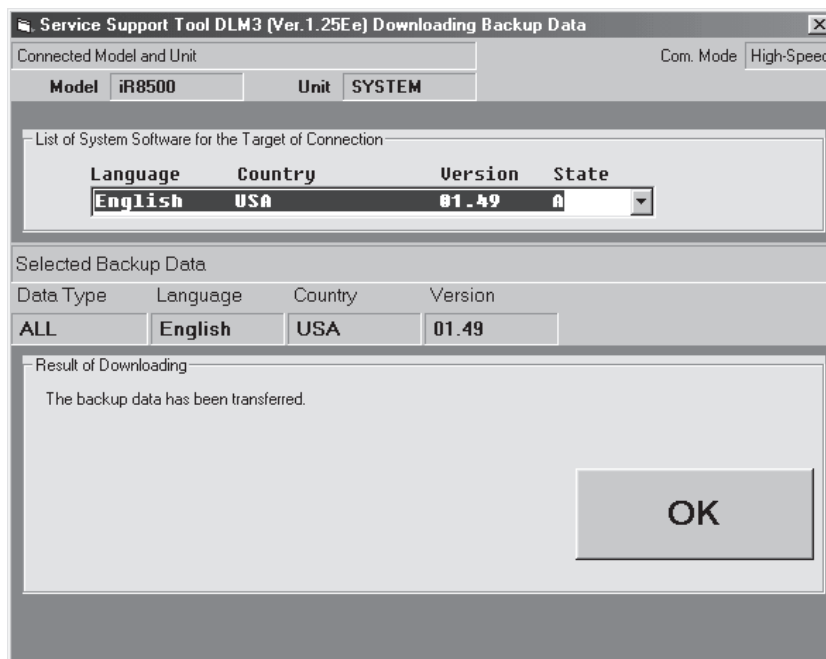 Service Support Tool DLM3 (Ver.1.25Ee) Downloading Backup Data
Connected Model and Unit
Com. Mode High-Speed
Model iR8500 Unit SYSTEM
List of System Software for the Target of Connection
Language Country Version State
English USA 01.49 A
Selected Backup Data
Data Type Language Country Version
ALL English USA 01.49
Result of Downloading
The backup data has been transferred.
OK